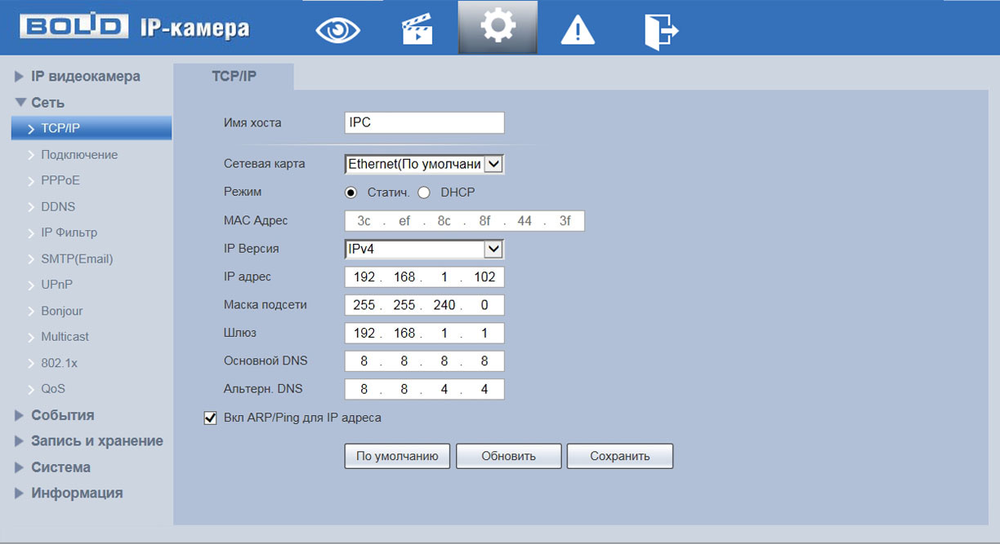 BOLID IP-камера
IP видеокамера
Сеть
TCP/IP
Подключение
PPPoE
DDNS
IP Фильтр
SMTP(Email)
UPnP
Bonjour
Multicast
802.1x
QoS
События
Запись и хранение
Система
Информация
TCP/IP
Имя хоста IPC
Сетевая карта Ethernet(По умолчани
Режим Статич. DHCP
MAC Адрес 3c . ef . 8c . 8f . 44 . 3f
IP Версия IPv4
IP адрес 192 . 168 . 1 . 102
Маска подсети 255 . 255 . 240 . 0
Шлюз 192 . 168 . 1 . 1
Основной DNS 8 . 8 . 8 . 8
Альтерн. DNS 8 . 8 . 4 . 4
Вкл ARP/Ping для IP адреса
По умолчанию Обновить Сохранить